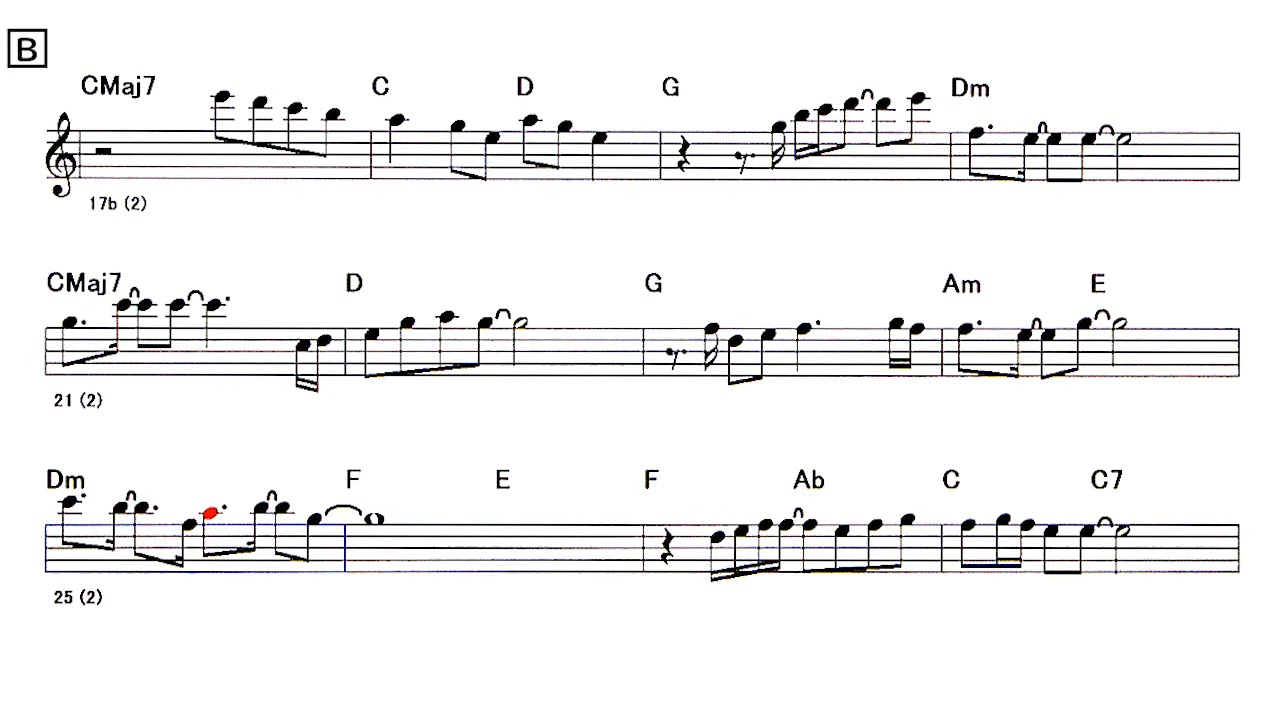 B
CMaj7 C D G Dm
17b (2)
CMaj7 D G Am E
21 (2)
Dm F E F Ab C C7
25 (2)